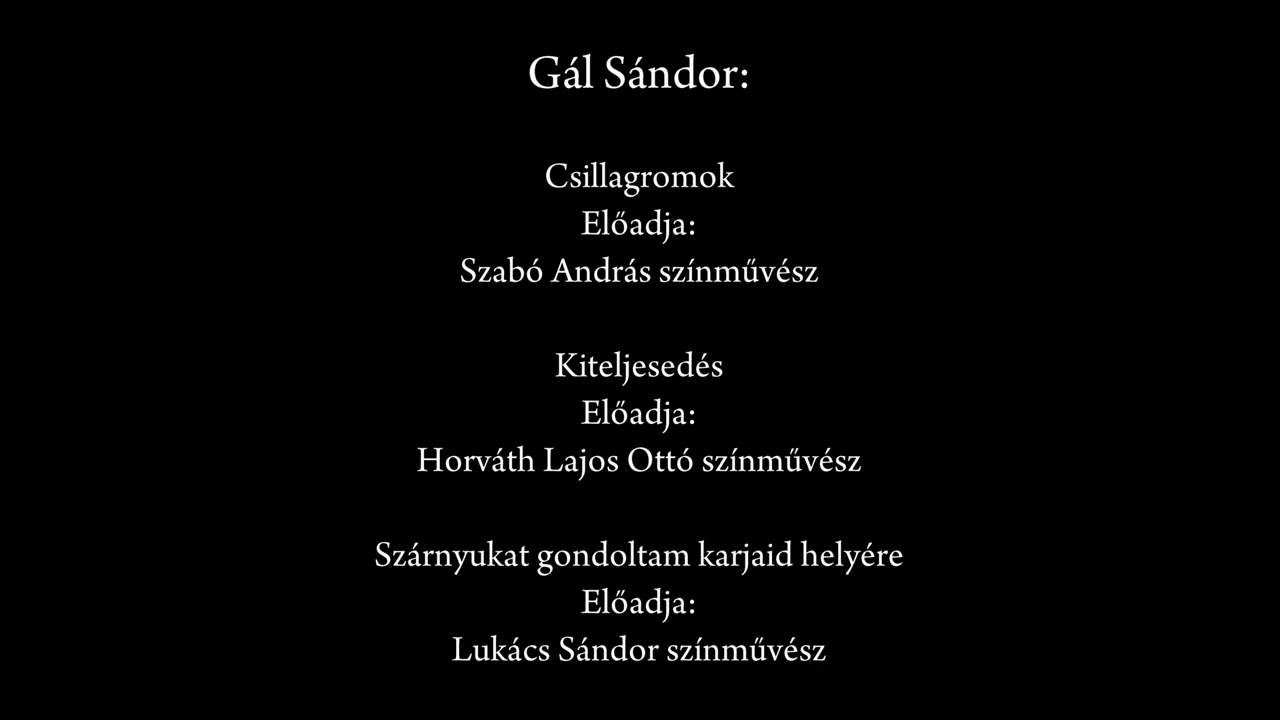 Gál Sándor:
Csillagromok
Előadja:
Szabó András színművész
Kiteljesedés
Előadja:
Horváth Lajos Ottó színművész
Szárnyukat gondoltam karjaid helyére
Előadja:
Lukács Sándor színművész